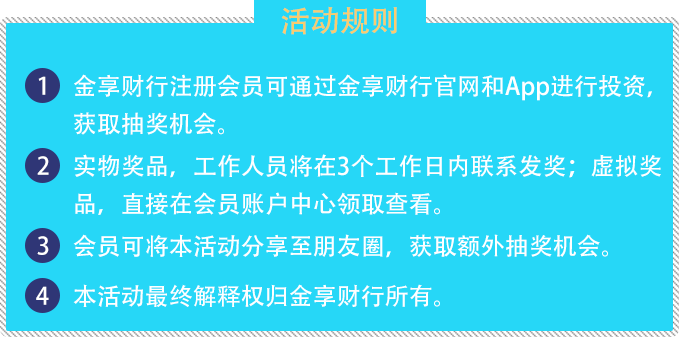 活动规则
1 金享财行注册会员可通过金享财行官网和App进行投资,
获取抽奖机会。
2 实物奖品，工作人员将在3个工作日内联系发奖；虚拟奖
品，直接在会员账户中心领取查看。
3 会员可将本活动分享至朋友圈，获取额外抽奖机会。
4 本活动最终解释权归金享财行所有。